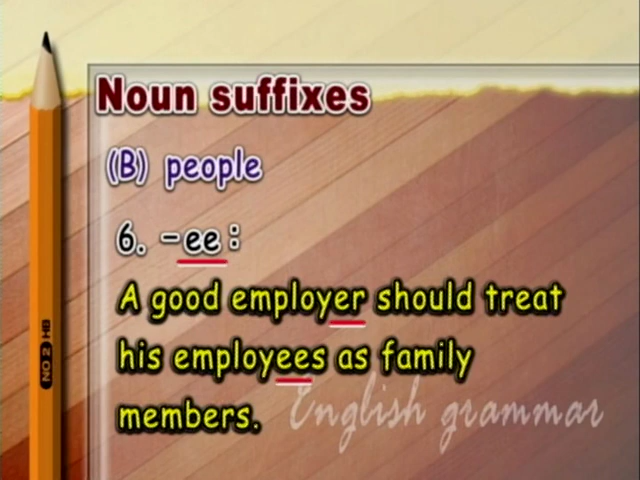 Noun suffixes
(B) people
6. -ee:
A good employer should treat
his employees as family
members.
English grammar
NO 2 HB